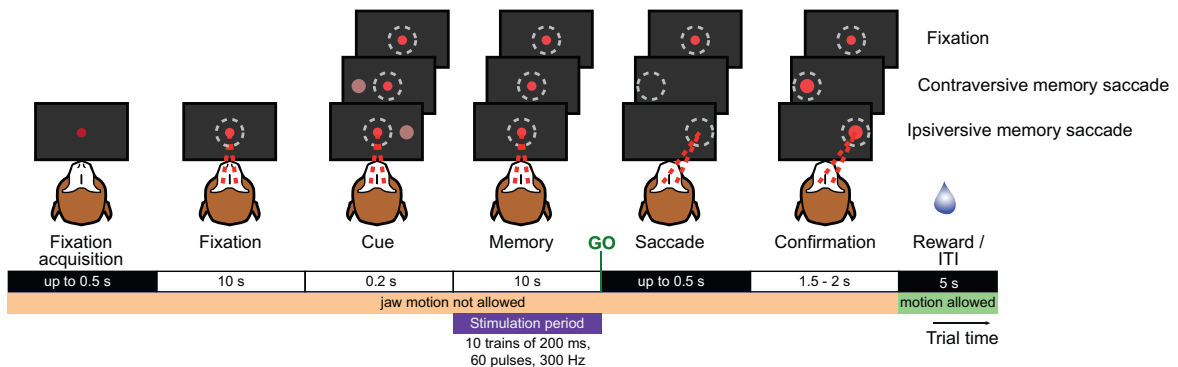 Fixation
Contraversive memory saccade
Ipsiversive memory saccade
Fixation
acquisition
Fixation
Cue
Memory
GO
Saccade
Confirmation
Reward /
ITI
up to 0.5 s
10 s
0.2 s
10 s
up to 0.5 s
1.5 - 2 s
5 s
jaw motion not allowed
motion allowed
Stimulation period
10 trains of 200 ms,
60 pulses, 300 Hz
Trial time